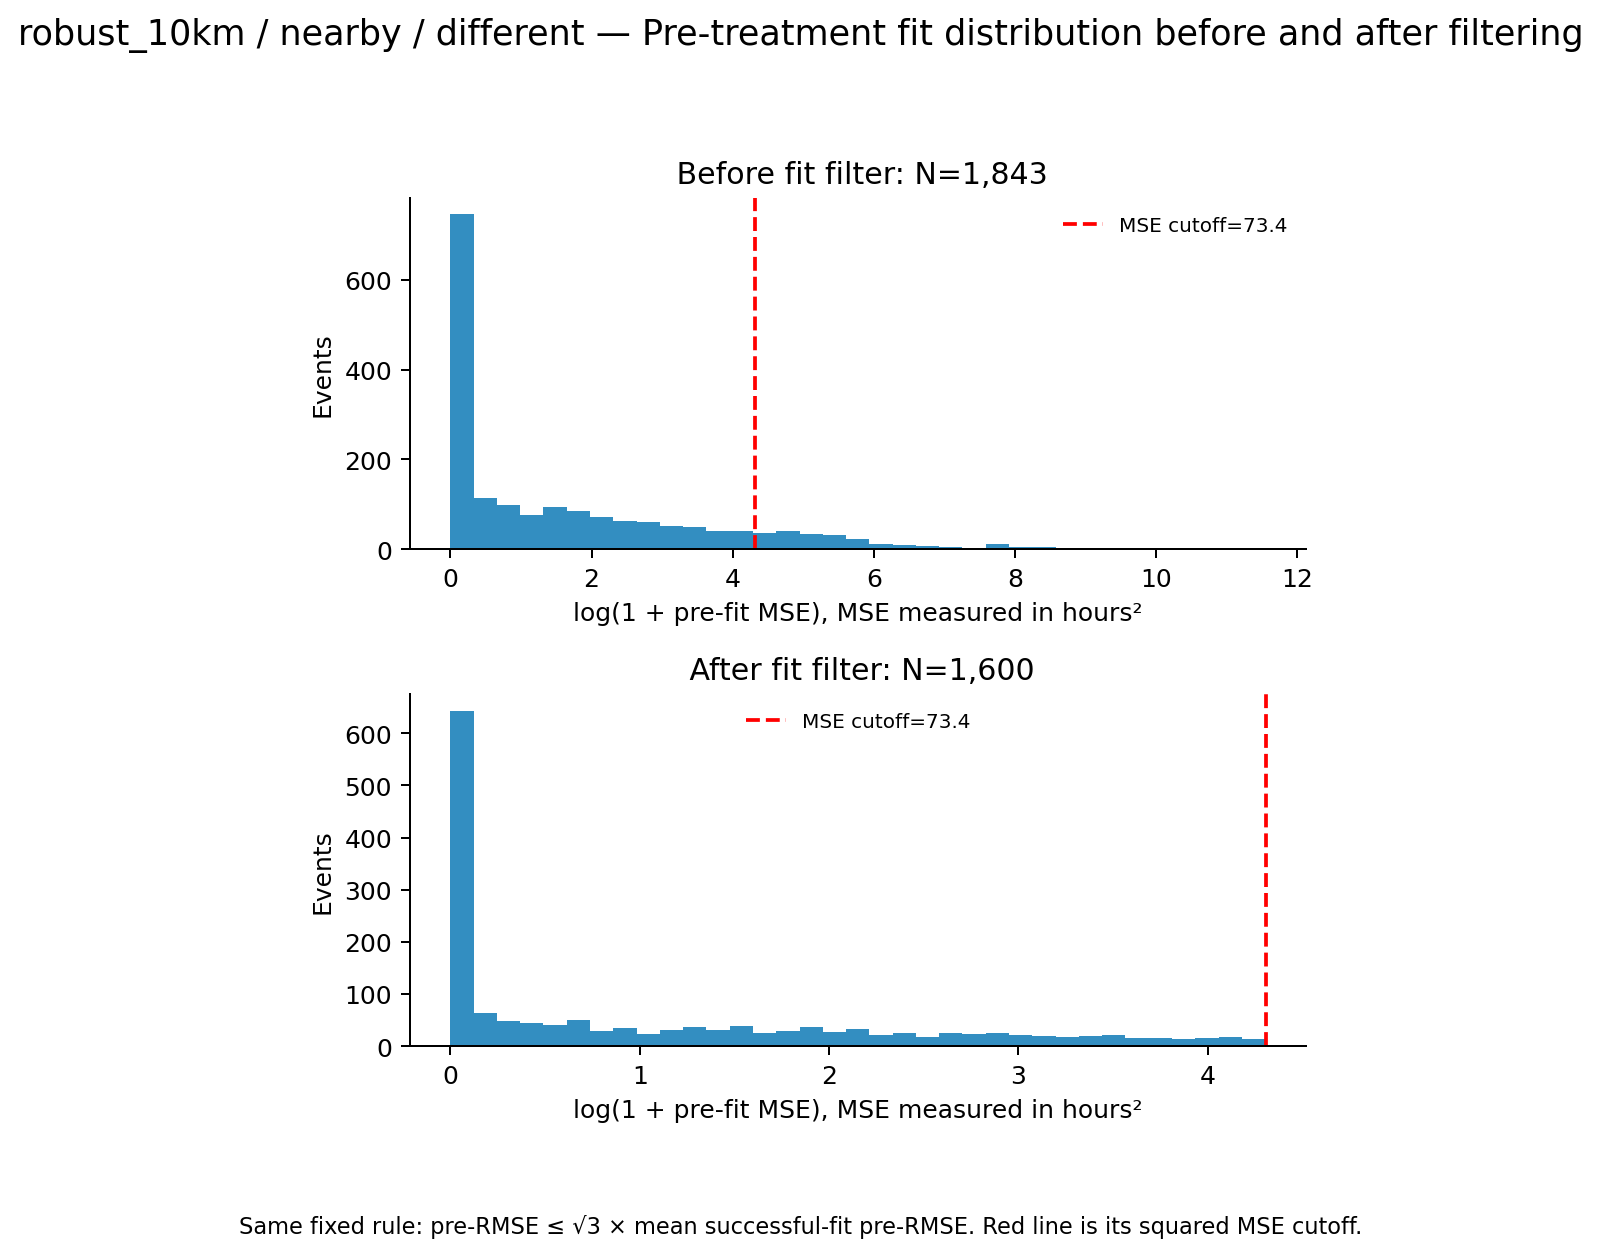 robust_10km / nearby / different — Pre-treatment fit distribution before and after filtering
Before fit filter: N=1,843
MSE cutoff=73.4
Events
600
400
200
0
0 2 4 6 8 10 12
log(1 + pre-fit MSE), MSE measured in hours²
After fit filter: N=1,600
MSE cutoff=73.4
Events
600
500
400
300
200
100
0
0 1 2 3 4
log(1 + pre-fit MSE), MSE measured in hours²
Same fixed rule: pre-RMSE ≤ √3 × mean successful-fit pre-RMSE. Red line is its squared MSE cutoff.